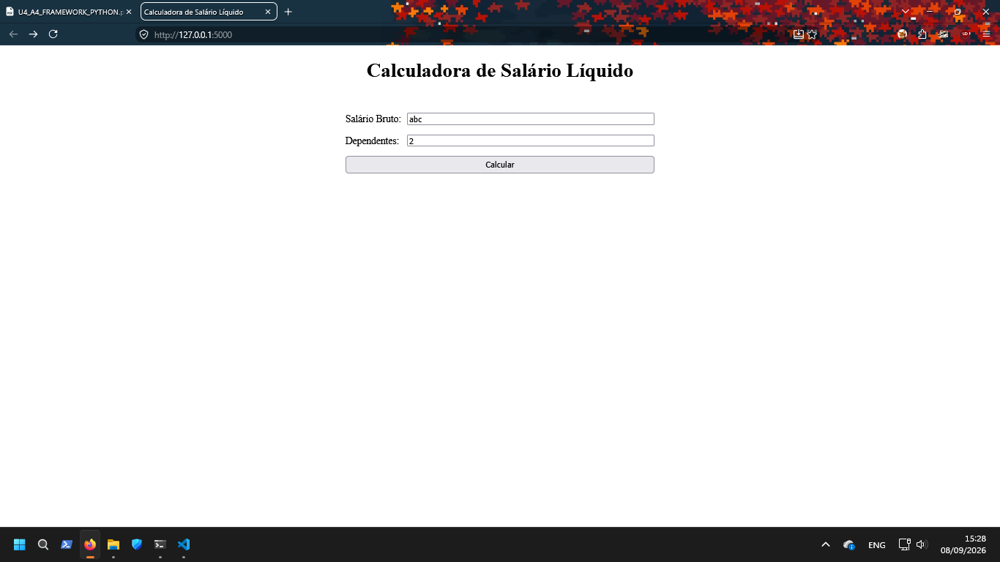 U4_A4_FRAMEWORK_PYTHON.p
Calculadora de Salário Líquido
http://127.0.0.1:5000
Calculadora de Salário Líquido
Salário Bruto: abc
Dependentes: 2
Calcular
ENG
15:28
08/09/2026